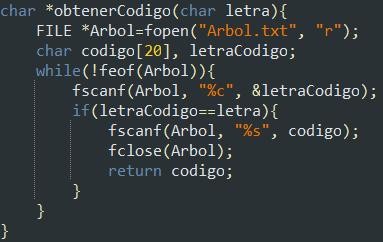 char *obtenerCodigo(char letra){
    FILE *Arbol=fopen("Arbol.txt", "r");
    char codigo[20], letraCodigo;
    while(!feof(Arbol)){
        fscanf(Arbol, "%c", &letraCodigo);
        if(letraCodigo==letra){
            fscanf(Arbol, "%s", codigo);
            fclose(Arbol);
            return codigo;
        }
    }
}